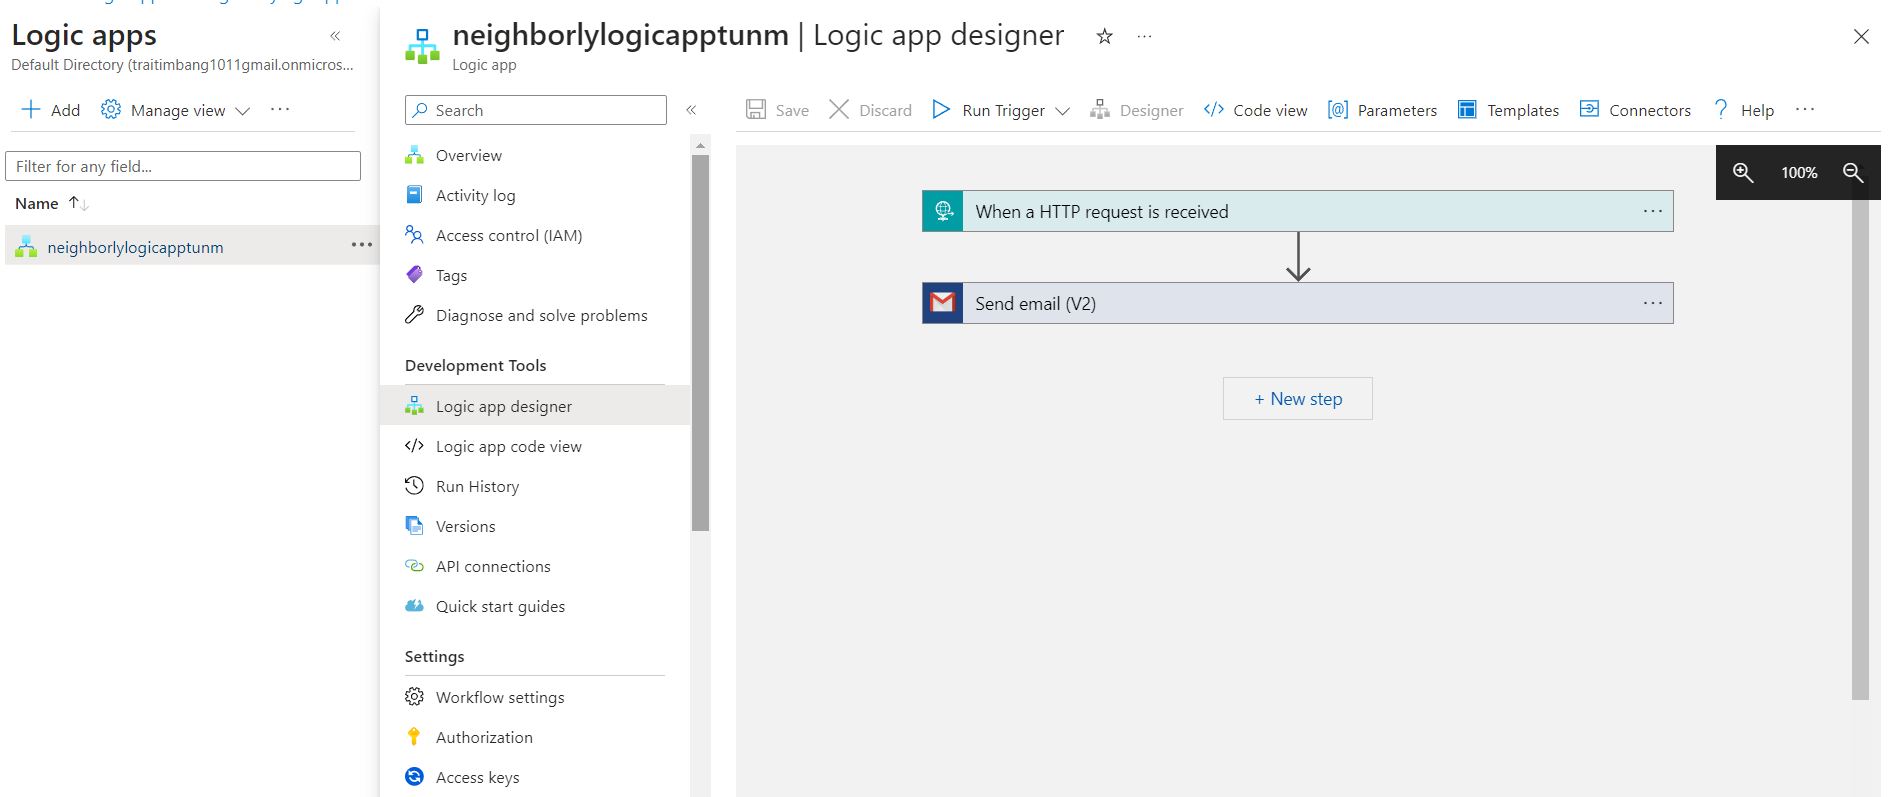 Logic apps
«
Default Directory (traitimbang1011gmail.onmicros...
+ Add
Manage view
...
Filter for any field...
Name ↑↓
neighborlylogicapptunm
...
neighborlylogicapptunm | Logic app designer
...
Logic app
Search
«
Overview
Activity log
Access control (IAM)
Tags
Diagnose and solve problems
Development Tools
Logic app designer
Logic app code view
Run History
Versions
API connections
Quick start guides
Settings
Workflow settings
Authorization
Access keys
Save
Discard
Run Trigger
Designer
Code view
Parameters
Templates
Connectors
? Help
...
100%
When a HTTP request is received
...
Send email (V2)
...
+ New step